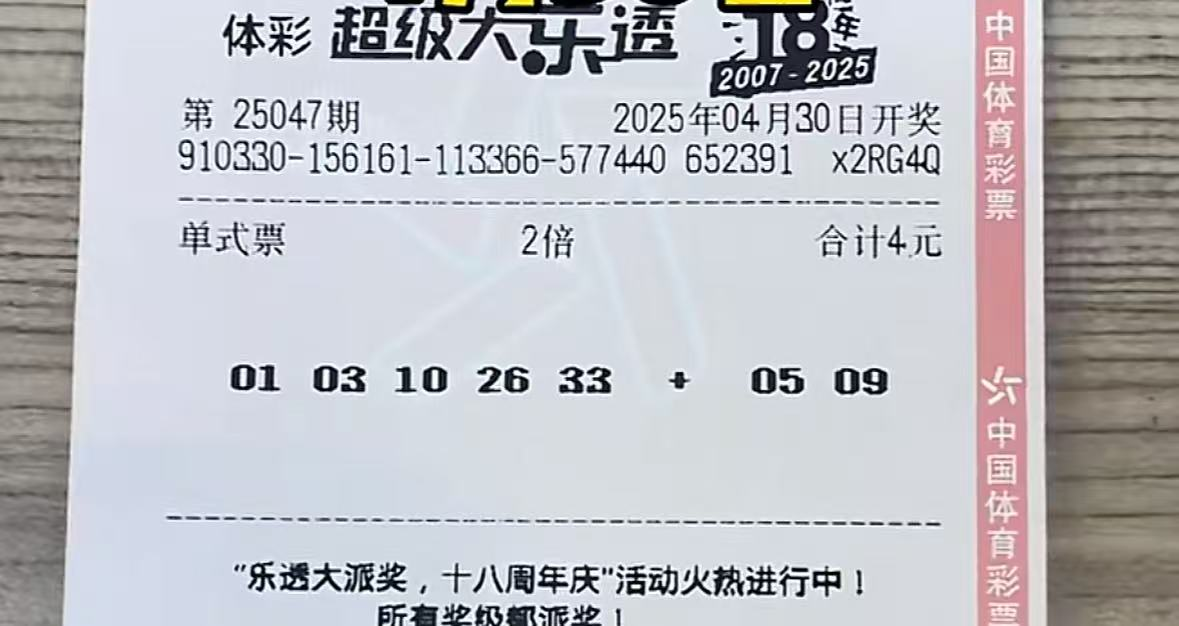 体彩 超级大乐透 18周年
2007-2025
第 25047期 2025年04月30日开奖
910330-156161-113366-577440 652391 x2RG4Q
单式票 2倍 合计4元
01 03 10 26 33 + 05 09
"乐透大派奖，十八周年庆"活动火热进行中！
所有奖级都派奖！
中国体育彩票
中国体育彩票